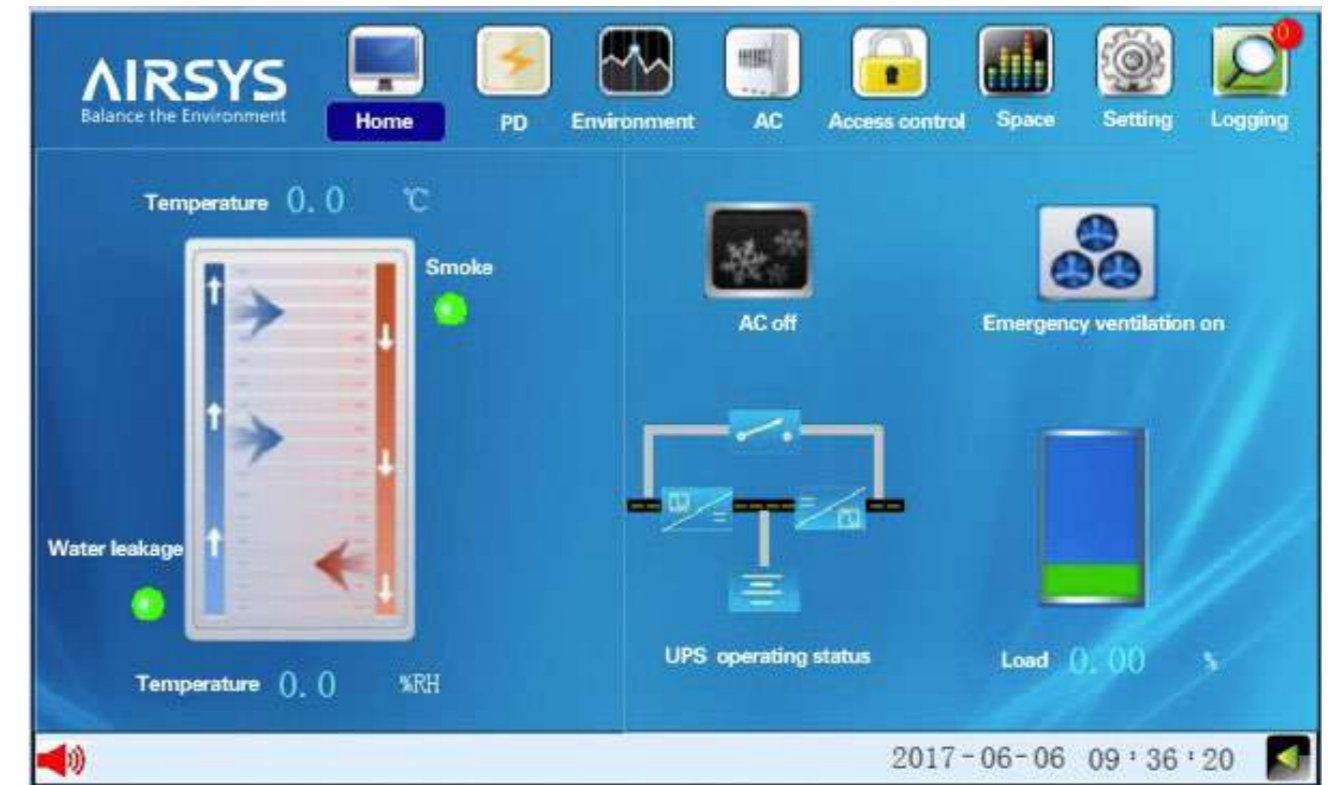 AIRSYS
Balance the Environment
Home
PD
Environment
AC
Access control
Space
Setting
0
Logging
Temperature 0.0 ℃
Smoke
AC off
Emergency ventilation on
Water leakage
UPS operating status
Load 0.00 %
Temperature 0.0 %RH
2017-06-06 09:36:20